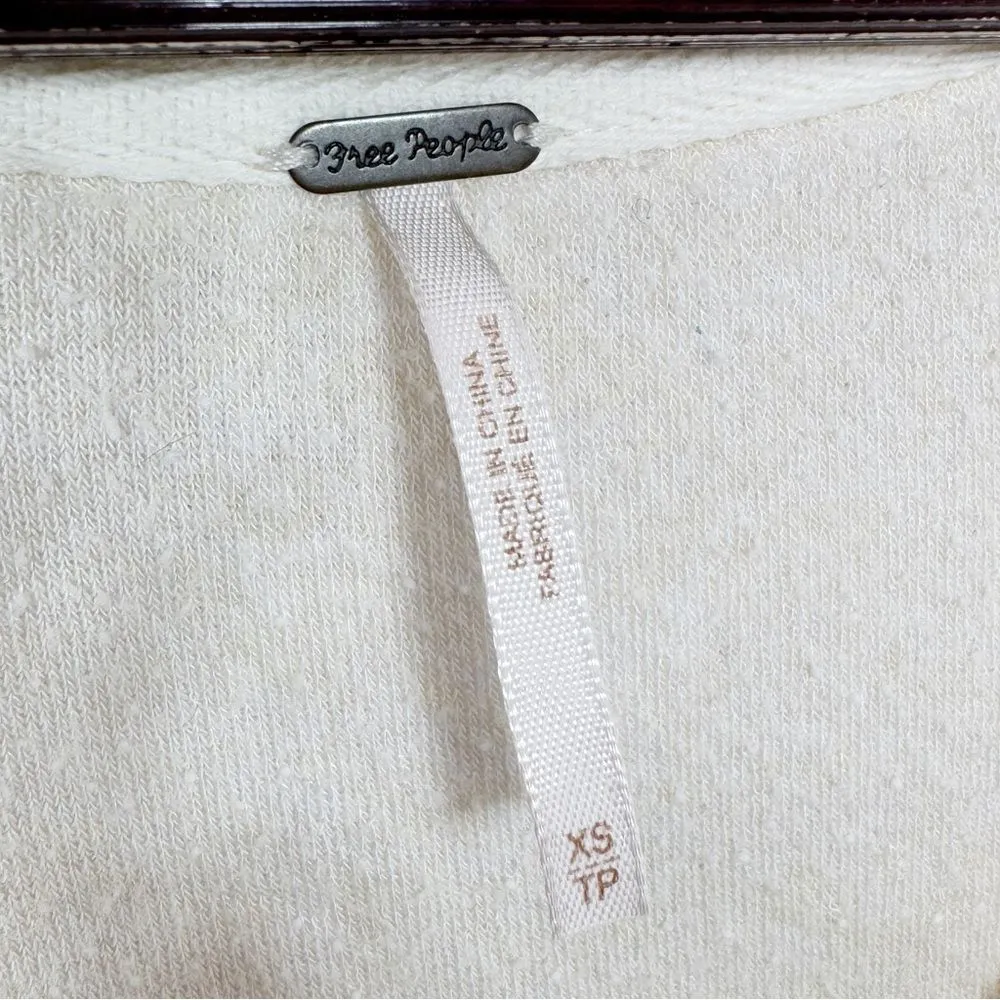 Free People
MADE IN CHINA
FABRIQUÉ EN CHINE
XS
TP